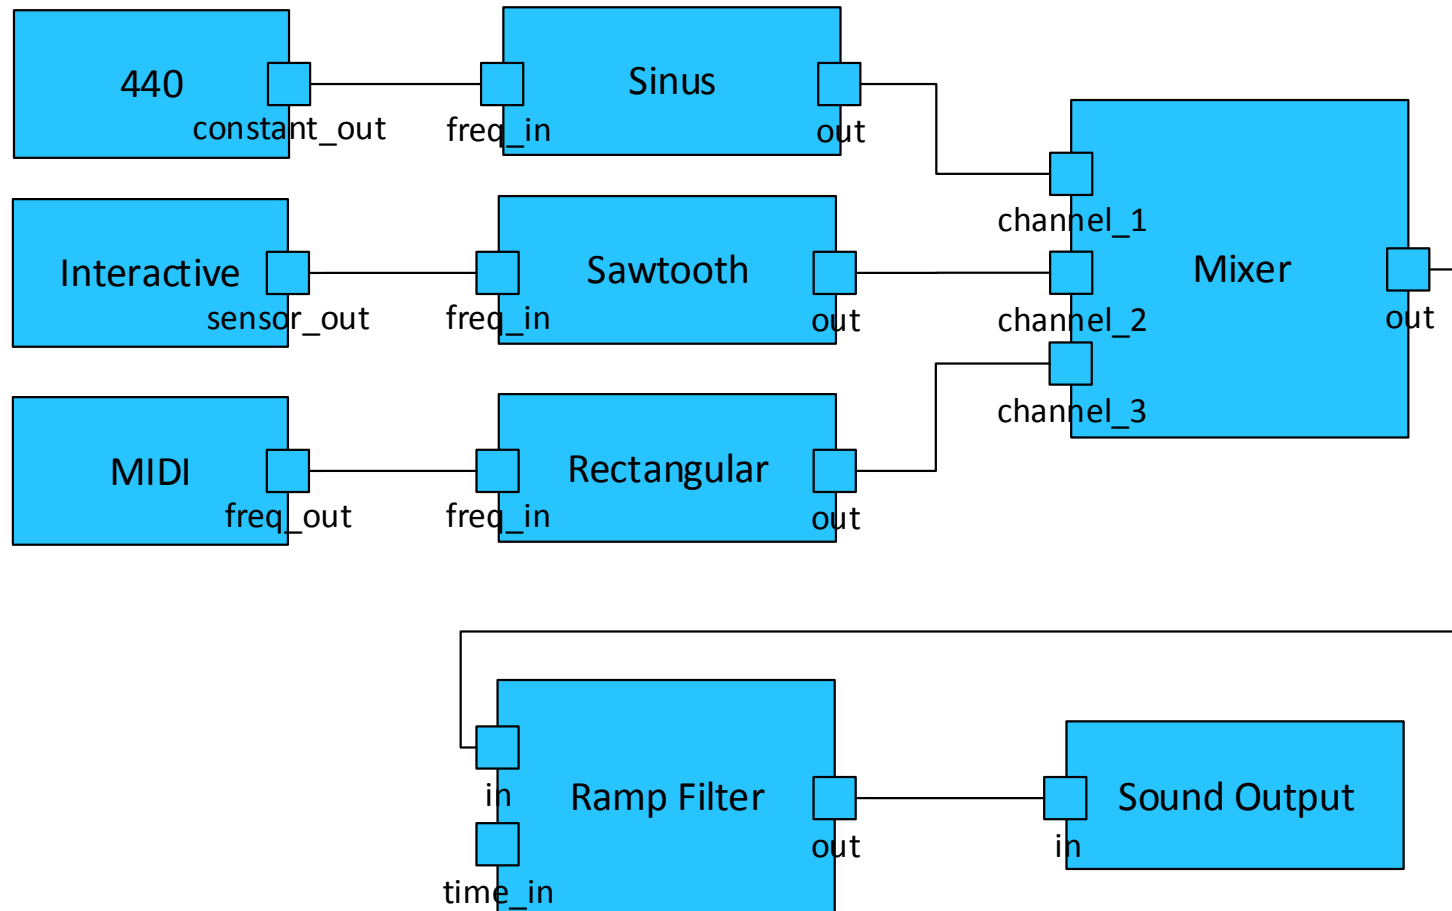 440
constant_out
freq_in
Sinus
out
Interactive
sensor_out
freq_in
Sawtooth
out
MIDI
freq_out
freq_in
Rectangular
out
channel_1
channel_2
channel_3
Mixer
out
in
time_in
Ramp Filter
out
in
Sound Output